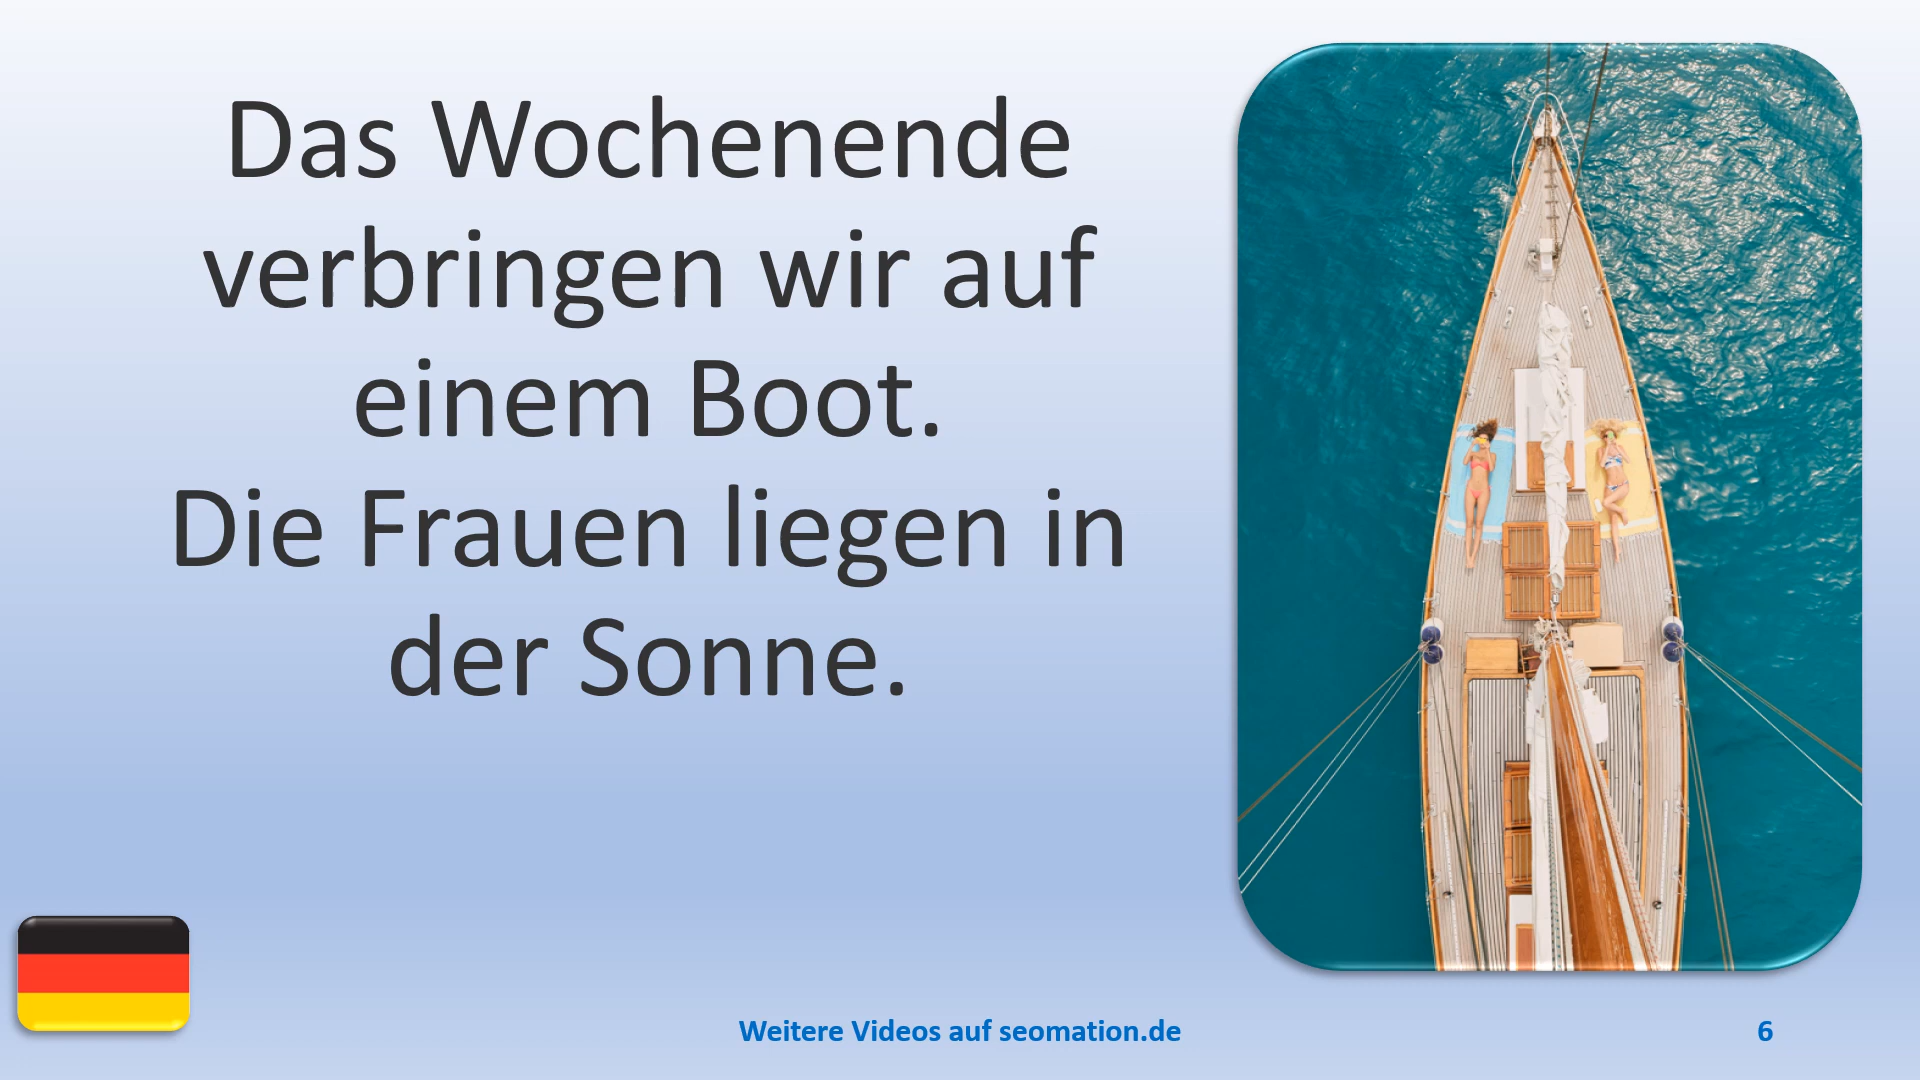 Das Wochenende
verbringen wir auf
einem Boot.
Die Frauen liegen in
der Sonne.
Weitere Videos auf seomation.de
6